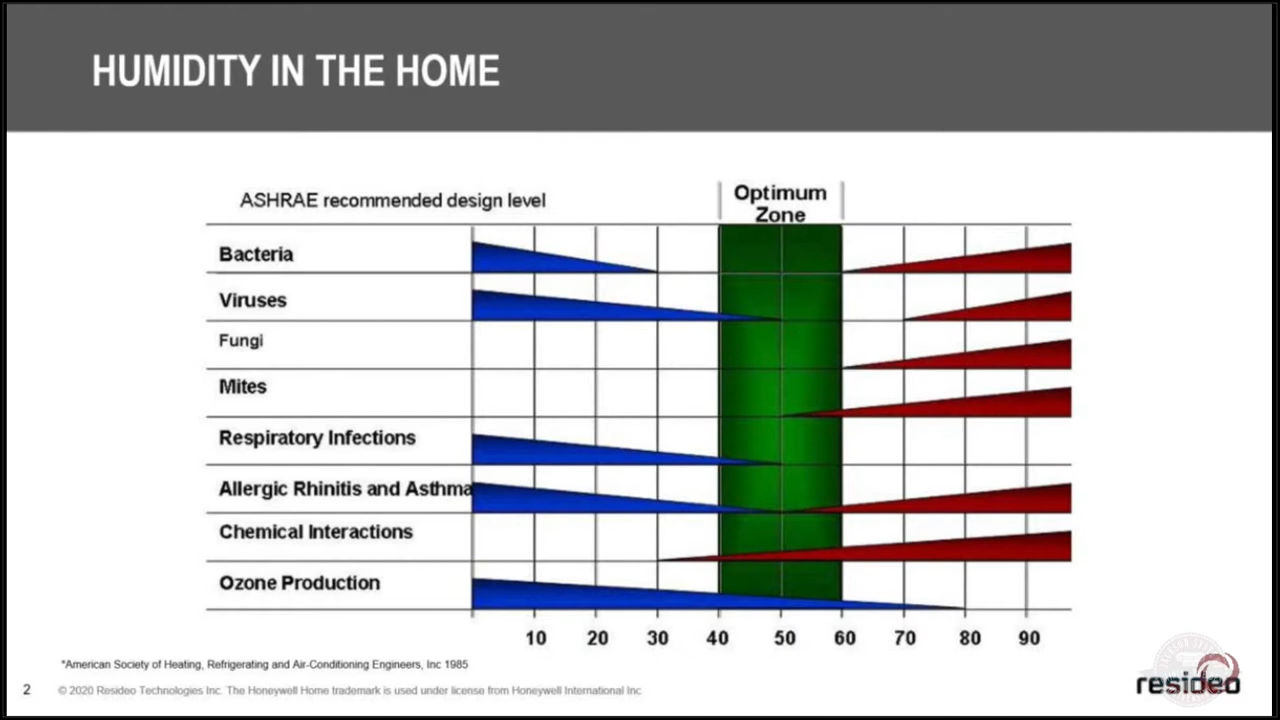 HUMIDITY IN THE HOME
ASHRAE recommended design level
Optimum
Zone
Bacteria
Viruses
Fungi
Mites
Respiratory Infections
Allergic Rhinitis and Asthma
Chemical Interactions
Ozone Production
10 20 30 40 50 60 70 80 90
*American Society of Heating, Refrigerating and Air-Conditioning Engineers, Inc 1985
2 © 2020 Resideo Technologies Inc. The Honeywell Home trademark is used under license from Honeywell International Inc
resideo